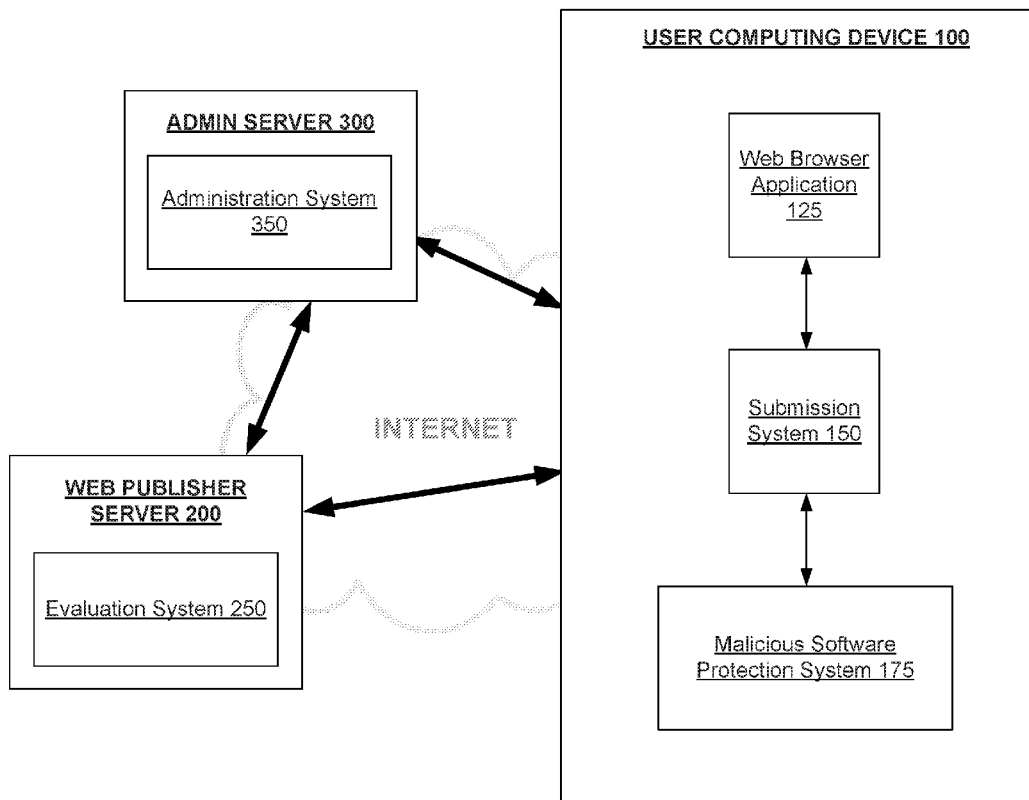 USER COMPUTING DEVICE 100
ADMIN SERVER 300
Administration System
350
Web Browser
Application
125
INTERNET
Submission
System 150
WEB PUBLISHER
SERVER 200
Evaluation System 250
Malicious Software
Protection System 175